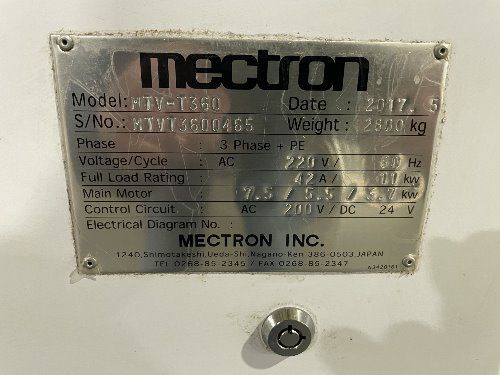 mectron
Model: MTV-T360 Date : 2017. 5
S/No.: MTVT3600465 Weight : kg
Phase : 3 Phase + PE
Voltage/Cycle : AC 220 V / 60 Hz
Full Load Rating : 42 A / 11 kw
Main Motor : 7.5 / 5.5 / 3.7 kw
Control Circuit : AC 200 V / DC 24 V
Electrical Diagram No. :
MECTRON INC.
1240,Shimotakeshi,Ueda-Shi,Nagano-Ken 386-0503,JAPAN
TEL 0268-85-2345 / FAX 0268-85-2347